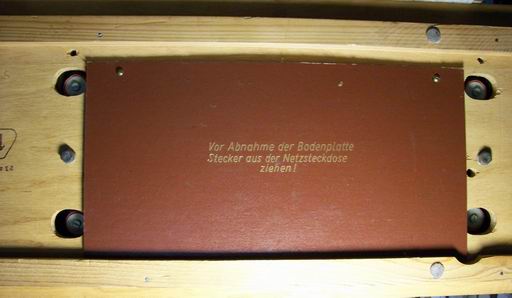 Vor Abnahme der Bodenplatte
Stecker aus der Netzsteckdose
ziehen!